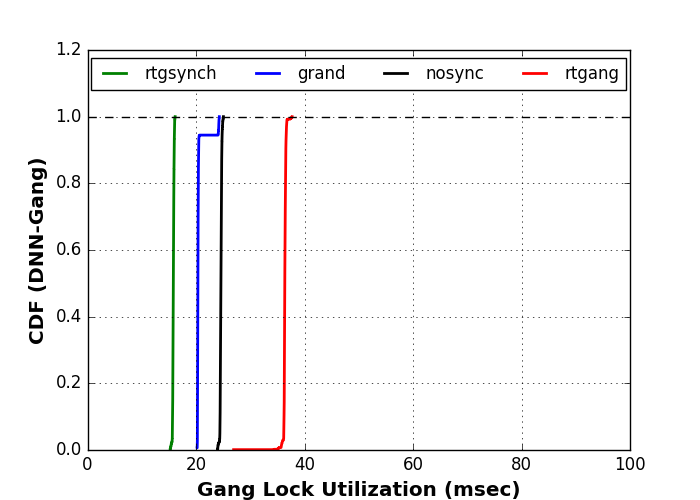 1.2
rtgsynch grand nosync rtgang
1.0
0.8
0.6
0.4
0.2
0.0
CDF (DNN-Gang)
0 20 40 60 80 100
Gang Lock Utilization (msec)